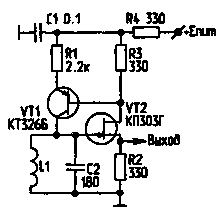 C1 0.1
R4 330
+Eпит
R1
2.2к
R3
330
VT1
КТ326Б
VT2
КП303Г
Выход
L1
C2
180
R2
330